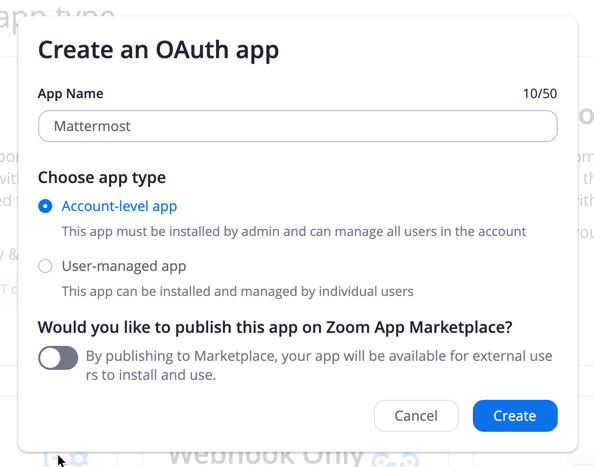 app type
Create an OAuth app
App Name 10/50
Mattermost
Choose app type
Account-level app
This app must be installed by admin and can manage all users in the account
User-managed app
This app can be installed and managed by individual users
Would you like to publish this app on Zoom App Marketplace?
By publishing to Marketplace, your app will be available for external use
rs to install and use.
Cancel Create
Webhook Only